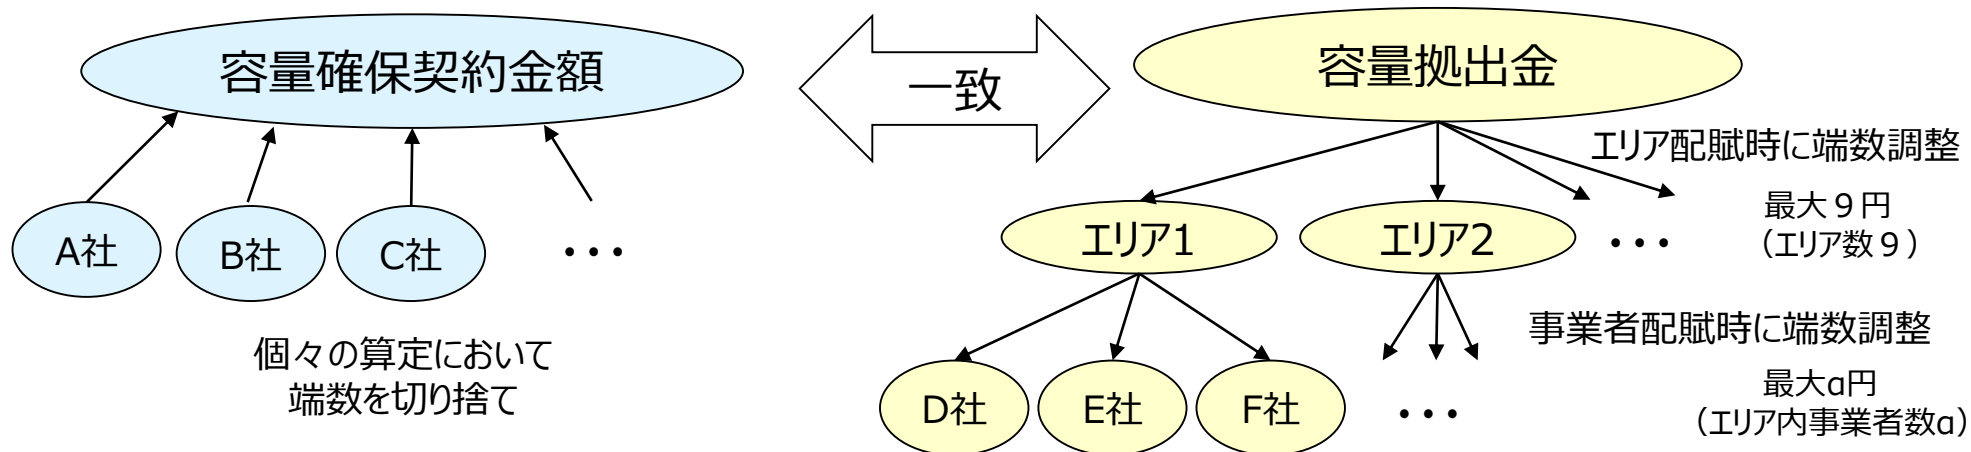 容量確保契約金額
一致
容量拠出金
エリア配賦時に端数調整
最大９円
（エリア数９）
エリア1
エリア2
・・・
A社
B社
C社
・・・
個々の算定において
端数を切り捨て
事業者配賦時に端数調整
最大α円
（エリア内事業者数α）
D社
E社
F社
・・・